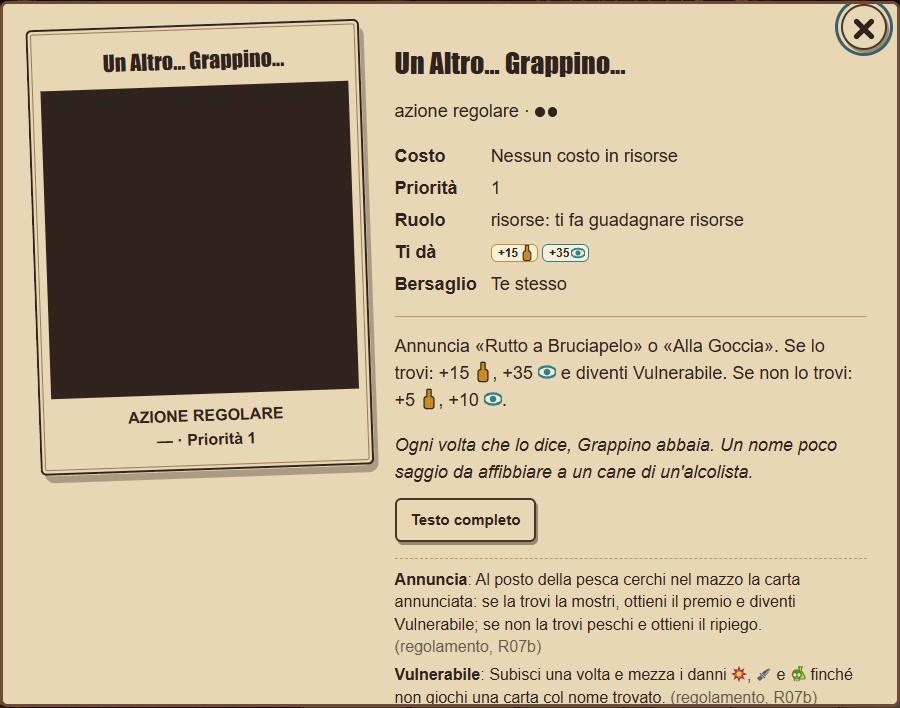 Un Altro... Grappino...
AZIONE REGOLARE
— · Priorità 1
Un Altro... Grappino...
azione regolare · ●●
Costo Nessun costo in risorse
Priorità 1
Ruolo risorse: ti fa guadagnare risorse
Ti dà +15 +35
Bersaglio Te stesso
Annuncia «Rutto a Bruciapelo» o «Alla Goccia». Se lo
trovi: +15 , +35 e diventi Vulnerabile. Se non lo trovi:
+5 , +10 .
Ogni volta che lo dice, Grappino abbaia. Un nome poco
saggio da affibbiare a un cane di un'alcolista.
Testo completo
Annuncia: Al posto della pesca cerchi nel mazzo la carta
annunciata: se la trovi la mostri, ottieni il premio e diventi
Vulnerabile; se non la trovi peschi e ottieni il ripiego.
(regolamento, R07b)
Vulnerabile: Subisci una volta e mezza i danni , e finché
non giochi una carta col nome trovato. (regolamento, R07b)